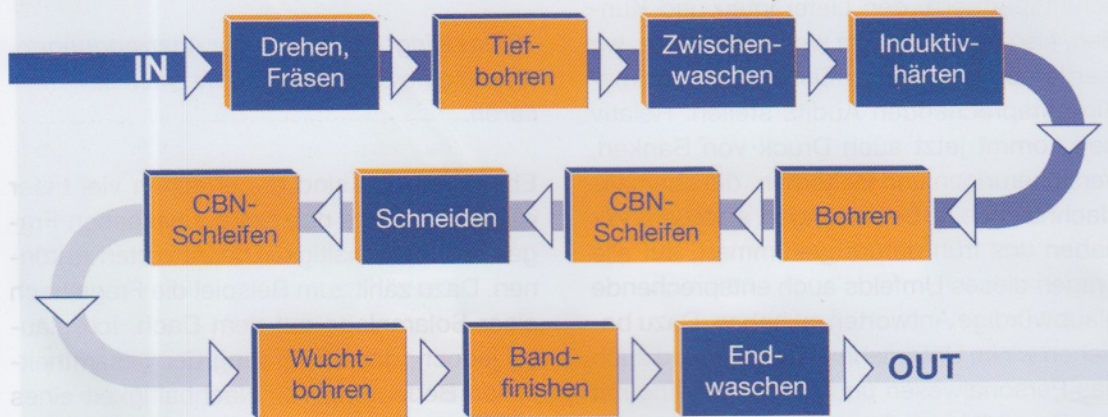 IN
Drehen,
Fräsen
Tief-
bohren
Zwischen-
waschen
Induktiv-
härten
Bohren
CBN-
Schleifen
Schneiden
CBN-
Schleifen
Wucht-
bohren
Band-
finishen
End-
waschen
OUT